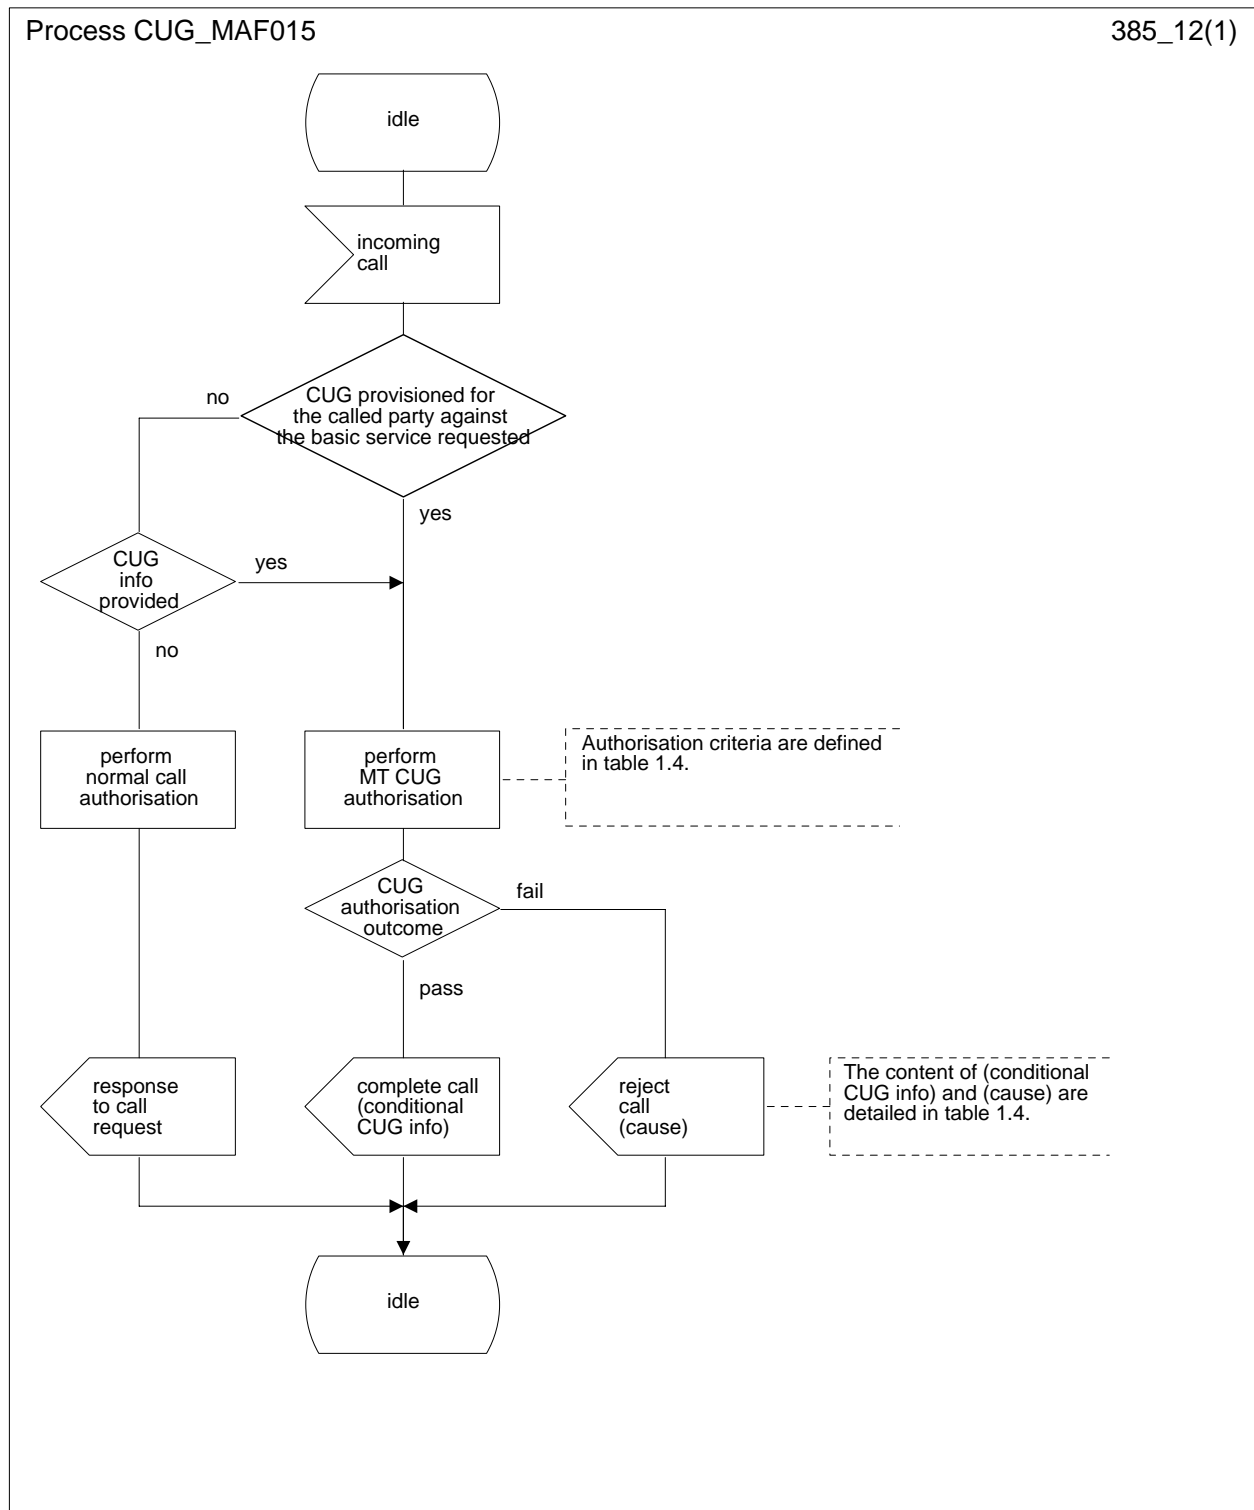 Process CUG_MAF015
385_12(1)
idle
incoming
call
CUG provisioned for
the called party against
the basic service requested
no
yes
CUG
info
provided
yes
no
perform
normal call
authorisation
perform
MT CUG
authorisation
Authorisation criteria are defined
in table 1.4.
CUG
authorisation
outcome
fail
pass
response
to call
request
complete call
(conditional
CUG info)
reject
call
(cause)
The content of (conditional
CUG info) and (cause) are
detailed in table 1.4.
idle